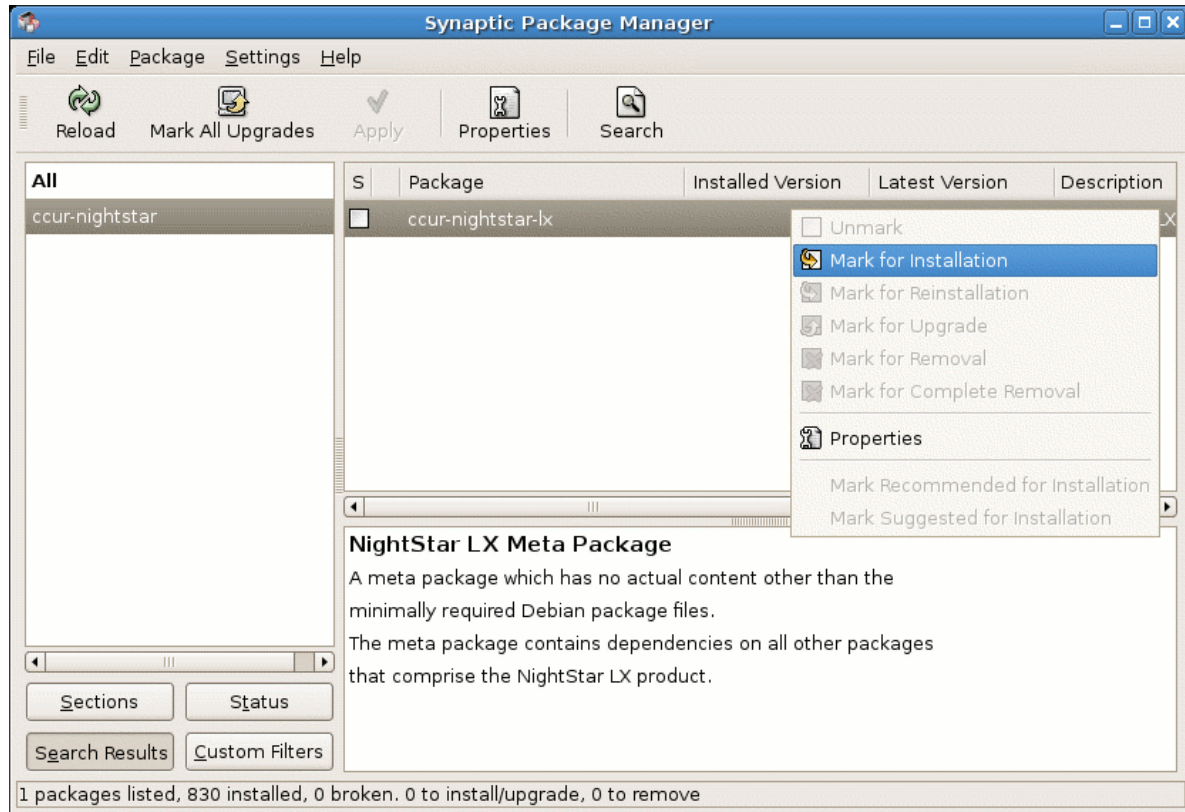 Synaptic Package Manager
File Edit Package Settings Help
Reload Mark All Upgrades Apply Properties Search
All
ccur-nightstar
S Package Installed Version Latest Version Description
ccur-nightstar-lx X
Unmark
Mark for Installation
Mark for Reinstallation
Mark for Upgrade
Mark for Removal
Mark for Complete Removal
Properties
Mark Recommended for Installation
Mark Suggested for Installation
NightStar LX Meta Package
A meta package which has no actual content other than the
minimally required Debian package files.
The meta package contains dependencies on all other packages
that comprise the NightStar LX product.
Sections Status
Search Results Custom Filters
1 packages listed, 830 installed, 0 broken. 0 to install/upgrade, 0 to remove